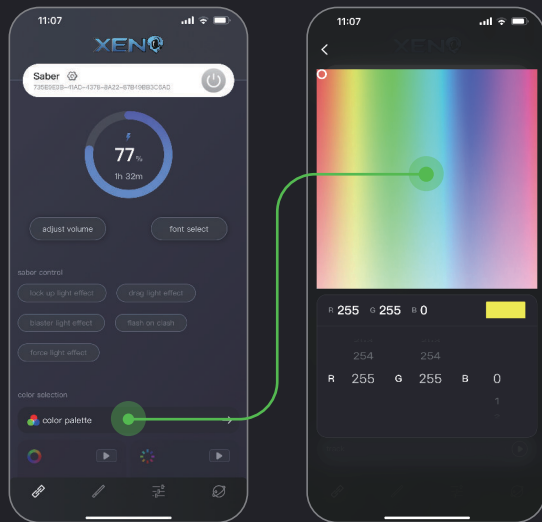 11:07
XENO
Saber
77%
1h 32m
adjust volume
font select
saber control
lock up light effect
drag light effect
blaster light effect
flash on clash
force light effect
color selection
color palette
11:07
XENO
R 255 G 255 B 0
254 254
R 255 G 255 B 0
1